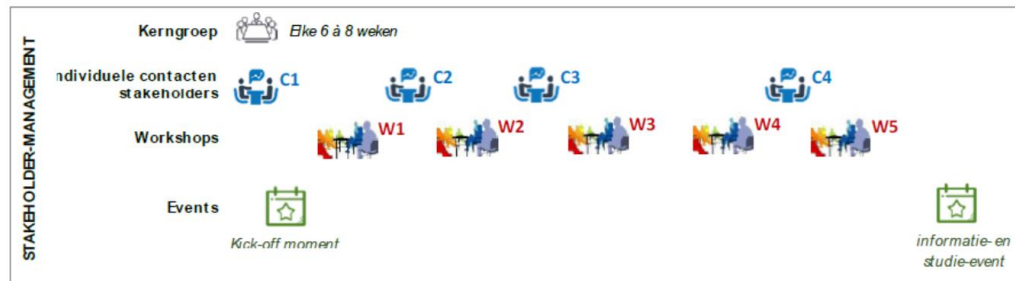 STAKEHOLDER-MANAGEMENT
Kerngroep
Elke 6 à 8 weken
ndividuele contacten
stakeholders
C1
C2
C3
C4
Workshops
W1
W2
W3
W4
W5
Events
Kick-off moment
informatie- en
studie-event